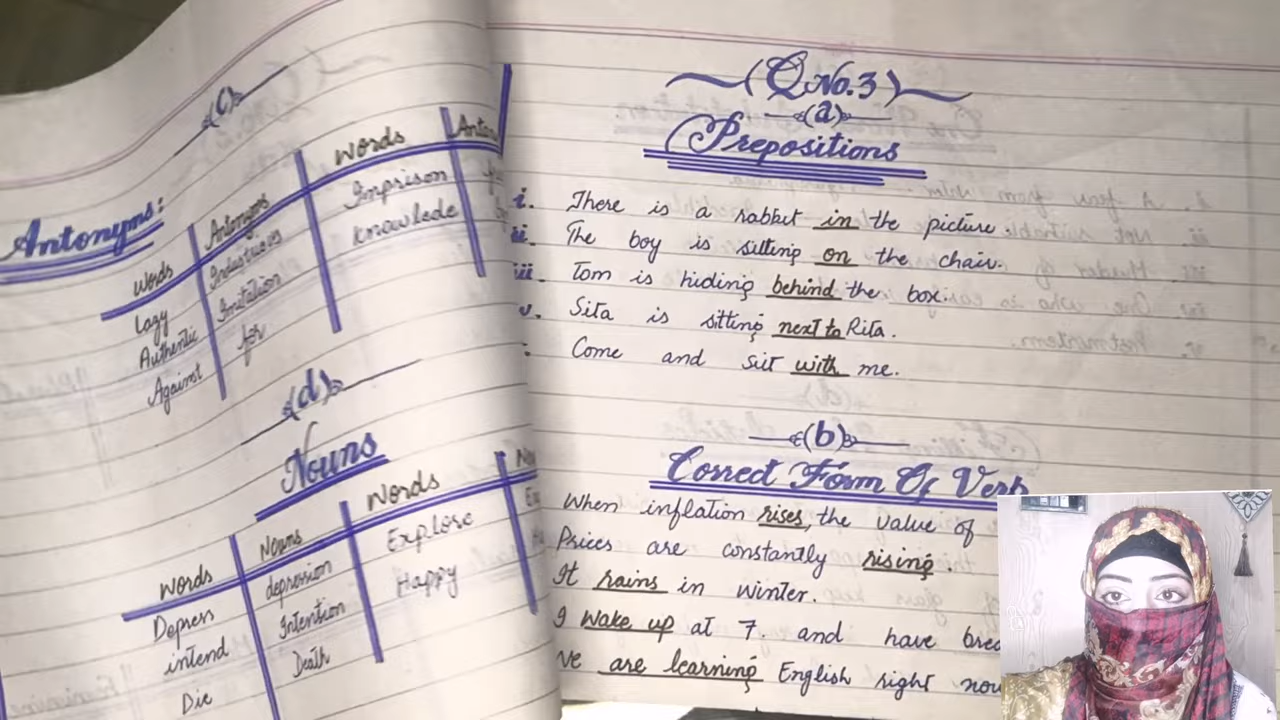 (c)
Antonyms:
Words Antonyms Words
Lazy Industrious Imprison
Authentic Imitation Knowlede
Against for
(d)
Nouns
Words Nouns Words
Depress depression Explose
intend Intention Happy
Die Death
Q No.3
(a)
Prepositions
i. There is a rabbit in the picture.
ii. The boy is sitting on the chair.
iii. Tom is hiding behind the box.
v. Sita is sitting next to Rita.
Come and sit with me.
(b)
Correct Form Of Verb
When inflation rises, the value of
Prices are constantly rising.
It rains in winter.
I wake up at 7. and have
we are learning English right now